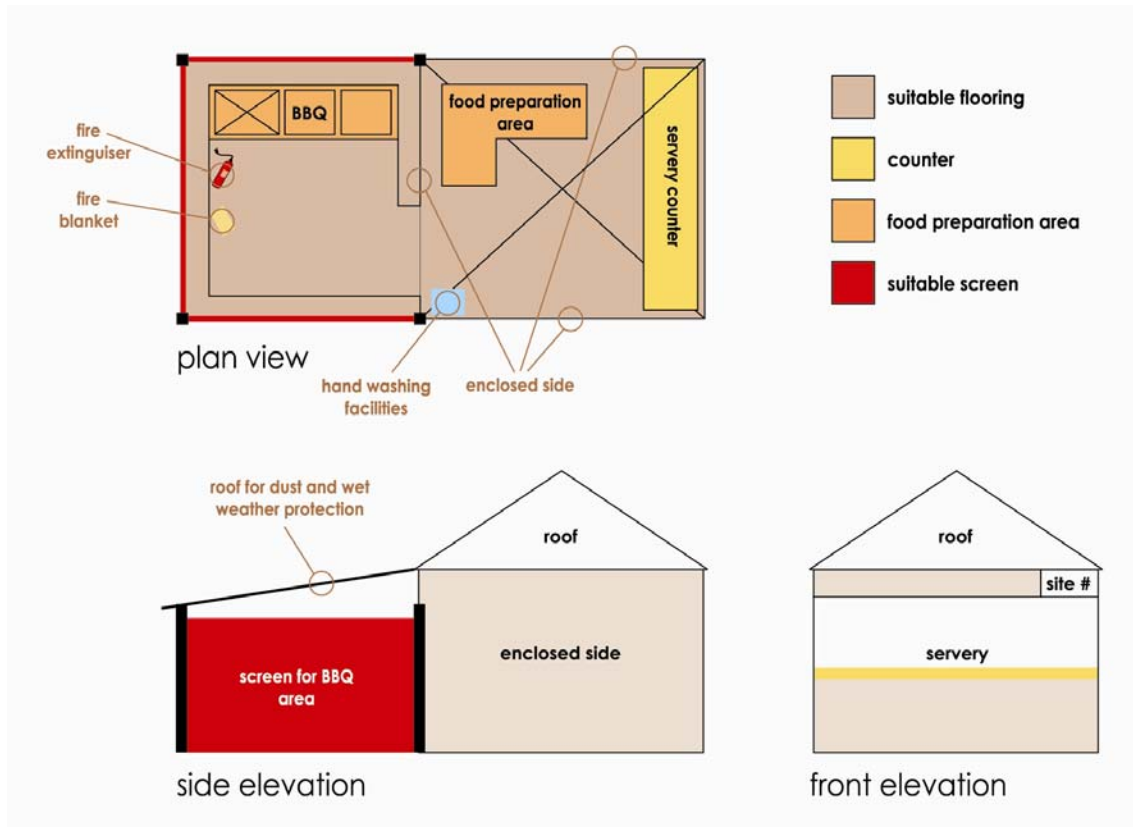 fire
extinguiser
fire
blanket
BBQ
food preparation
area
servery counter
suitable flooring
counter
food preparation area
suitable screen
plan view
hand washing
facilities
enclosed side
roof for dust and wet
weather protection
roof
enclosed side
screen for BBQ
area
side elevation
roof
site #
servery
front elevation